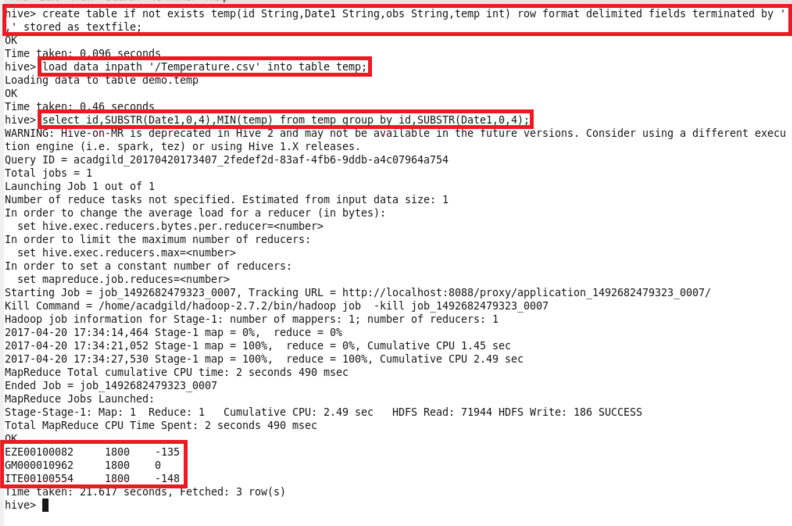 hive> create table if not exists temp(id String,Date1 String,obs String,temp int) row format delimited fields terminated by '
,' stored as textfile;
OK
Time taken: 0.096 seconds
hive> load data inpath '/Temperature.csv' into table temp;
Loading data to table demo.temp
OK
Time taken: 0.46 seconds
hive> select id,SUBSTR(Date1,0,4),MIN(temp) from temp group by id,SUBSTR(Date1,0,4);
WARNING: Hive-on-MR is deprecated in Hive 2 and may not be available in the future versions. Consider using a different execu
tion engine (i.e. spark, tez) or using Hive 1.X releases.
Query ID = acadgild_20170420173407_2fedef2d-83af-4fb6-9ddb-a4c07964a754
Total jobs = 1
Launching Job 1 out of 1
Number of reduce tasks not specified. Estimated from input data size: 1
In order to change the average load for a reducer (in bytes):
  set hive.exec.reducers.bytes.per.reducer=<number>
In order to limit the maximum number of reducers:
  set hive.exec.reducers.max=<number>
In order to set a constant number of reducers:
  set mapreduce.job.reduces=<number>
Starting Job = job_1492682479323_0007, Tracking URL = http://localhost:8088/proxy/application_1492682479323_0007/
Kill Command = /home/acadgild/hadoop-2.7.2/bin/hadoop job  -kill job_1492682479323_0007
Hadoop job information for Stage-1: number of mappers: 1; number of reducers: 1
2017-04-20 17:34:14,464 Stage-1 map = 0%,  reduce = 0%
2017-04-20 17:34:21,052 Stage-1 map = 100%,  reduce = 0%, Cumulative CPU 1.45 sec
2017-04-20 17:34:27,530 Stage-1 map = 100%,  reduce = 100%, Cumulative CPU 2.49 sec
MapReduce Total cumulative CPU time: 2 seconds 490 msec
Ended Job = job_1492682479323_0007
MapReduce Jobs Launched:
Stage-Stage-1: Map: 1  Reduce: 1   Cumulative CPU: 2.49 sec   HDFS Read: 71944 HDFS Write: 186 SUCCESS
Total MapReduce CPU Time Spent: 2 seconds 490 msec
OK
EZE00100082	1800	-135
GM000010962	1800	0
ITE00100554	1800	-148
Time taken: 21.617 seconds, Fetched: 3 row(s)
hive>